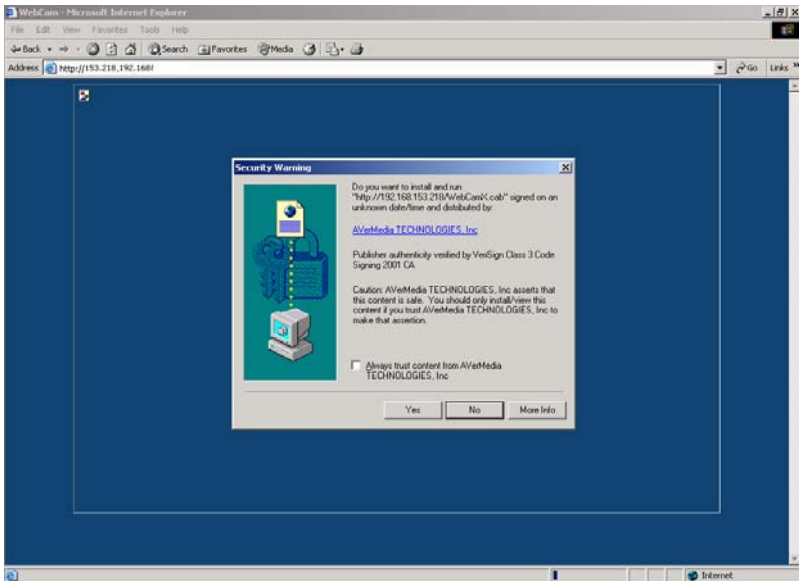 WebCam - Microsoft Internet Explorer
File Edit View Favorites Tools Help
Back Search Favorites Media
Address http://153.218.192.168/ Go Links »
Security Warning
Do you want to install and run
"http://192.168.153.218/WebCamX.cab" signed on an
unknown date/time and distributed by:
AVerMedia TECHNOLOGIES, Inc
Publisher authenticity verified by VeriSign Class 3 Code
Signing 2001 CA
Caution: AVerMedia TECHNOLOGIES, Inc asserts that
this content is safe. You should only install/view this
content if you trust AVerMedia TECHNOLOGIES, Inc to
make that assertion.
Always trust content from AVerMedia
TECHNOLOGIES, Inc
Yes No More Info
Internet